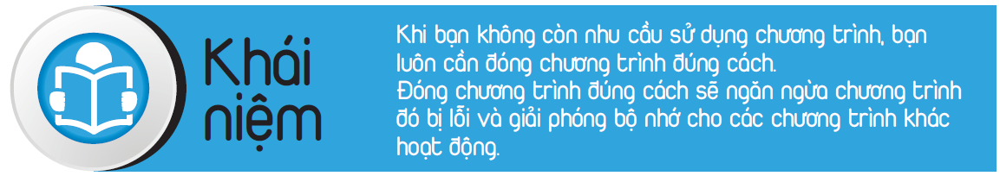 Khái
niệm
Khi bạn không còn nhu cầu sử dụng chương trình, bạn
luôn cần đóng chương trình đúng cách.
Đóng chương trình đúng cách sẽ ngăn ngừa chương trình
đó bị lỗi và giải phóng bộ nhớ cho các chương trình khác
hoạt động.